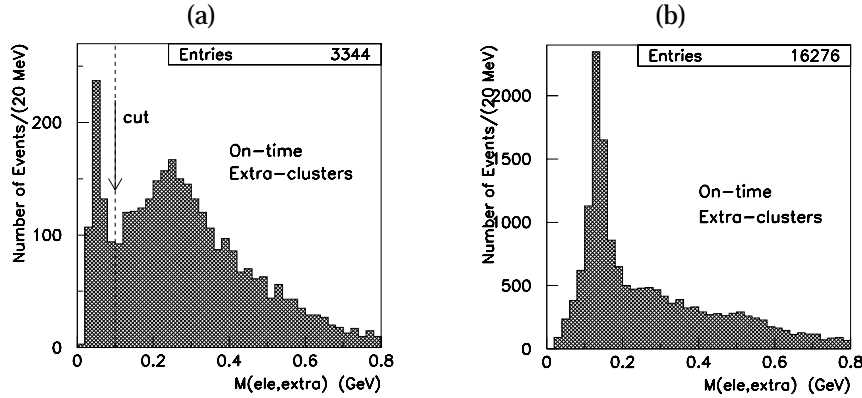 (a)
Entries 3344
Number of Events/(20 MeV)
200
100
0
cut
On-time
Extra-clusters
0 0.2 0.4 0.6 0.8
M(ele,extra) (GeV)
(b)
Entries 16276
Number of Events/(20 MeV)
2000
1500
1000
500
0
On-time
Extra-clusters
0 0.2 0.4 0.6 0.8
M(ele,extra) (GeV)